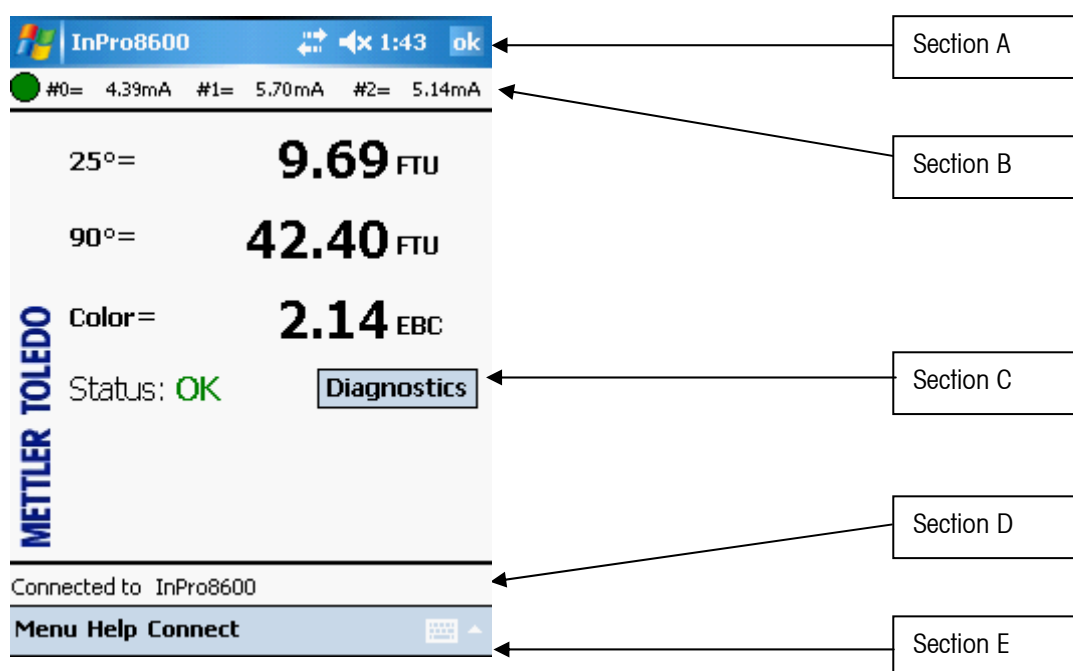 InPro8600 1:43 ok
Section A
#0= 4.39mA #1= 5.70mA #2= 5.14mA
Section B
25°= 9.69 FTU
90°= 42.40 FTU
Color= 2.14 EBC
Status: OK Diagnostics
Section C
METTLER TOLEDO
Section D
Connected to InPro8600
Menu Help Connect
Section E